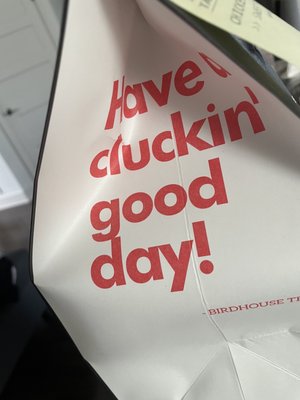 Have a
cluckin'
good
day!
-BIRDHOUSE